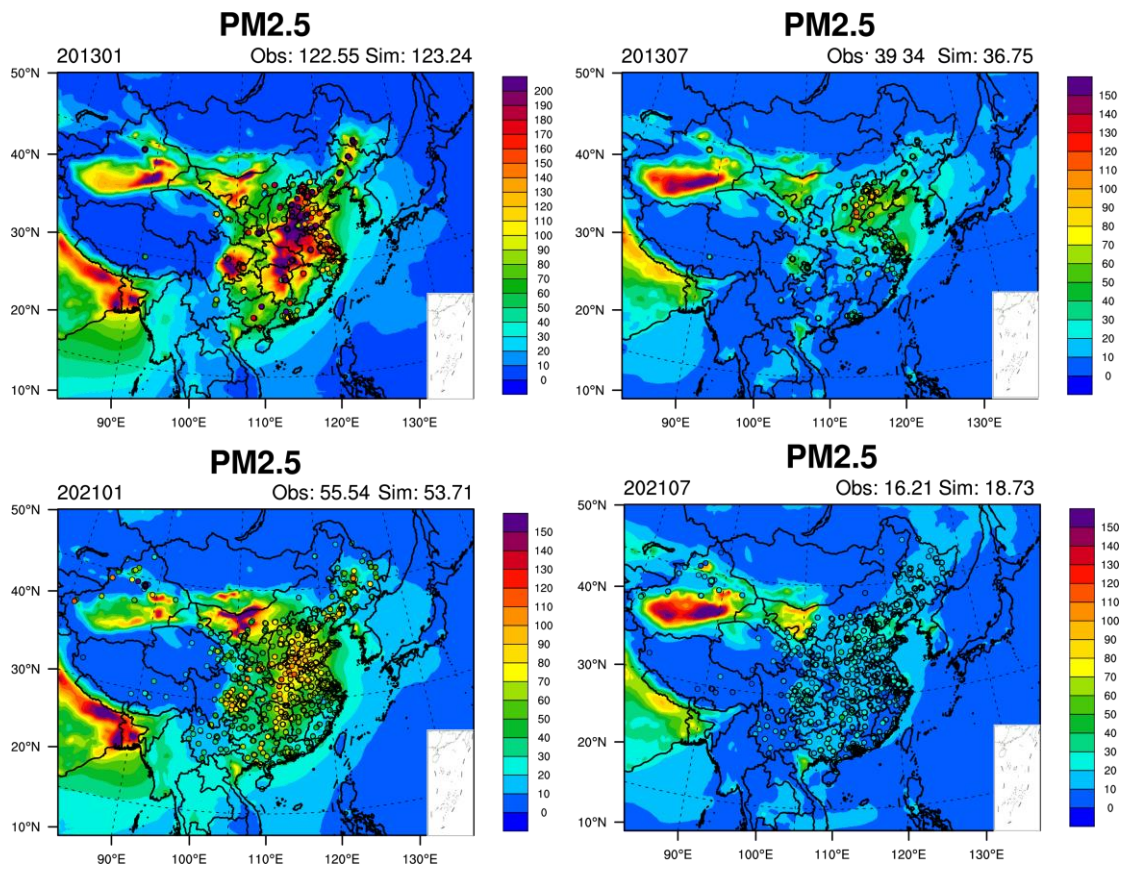 PM2.5
201301 Obs: 122.55 Sim: 123.24
50°N
40°N
30°N
20°N
10°N
90°E 100°E 110°E 120°E 130°E
200
190
180
170
160
150
140
130
120
110
100
90
80
70
60
50
40
30
20
10
0
PM2.5
201307 Obs: 39 34 Sim: 36.75
50°N
40°N
30°N
20°N
10°N
90°E 100°E 110°E 120°E 130°E
150
140
130
120
110
100
90
80
70
60
50
40
30
20
10
0
PM2.5
202101 Obs: 55.54 Sim: 53.71
50°N
40°N
30°N
20°N
10°N
90°E 100°E 110°E 120°E 130°E
150
140
130
120
110
100
90
80
70
60
50
40
30
20
10
0
PM2.5
202107 Obs: 16.21 Sim: 18.73
50°N
40°N
30°N
20°N
10°N
90°E 100°E 110°E 120°E 130°E
150
140
130
120
110
100
90
80
70
60
50
40
30
20
10
0